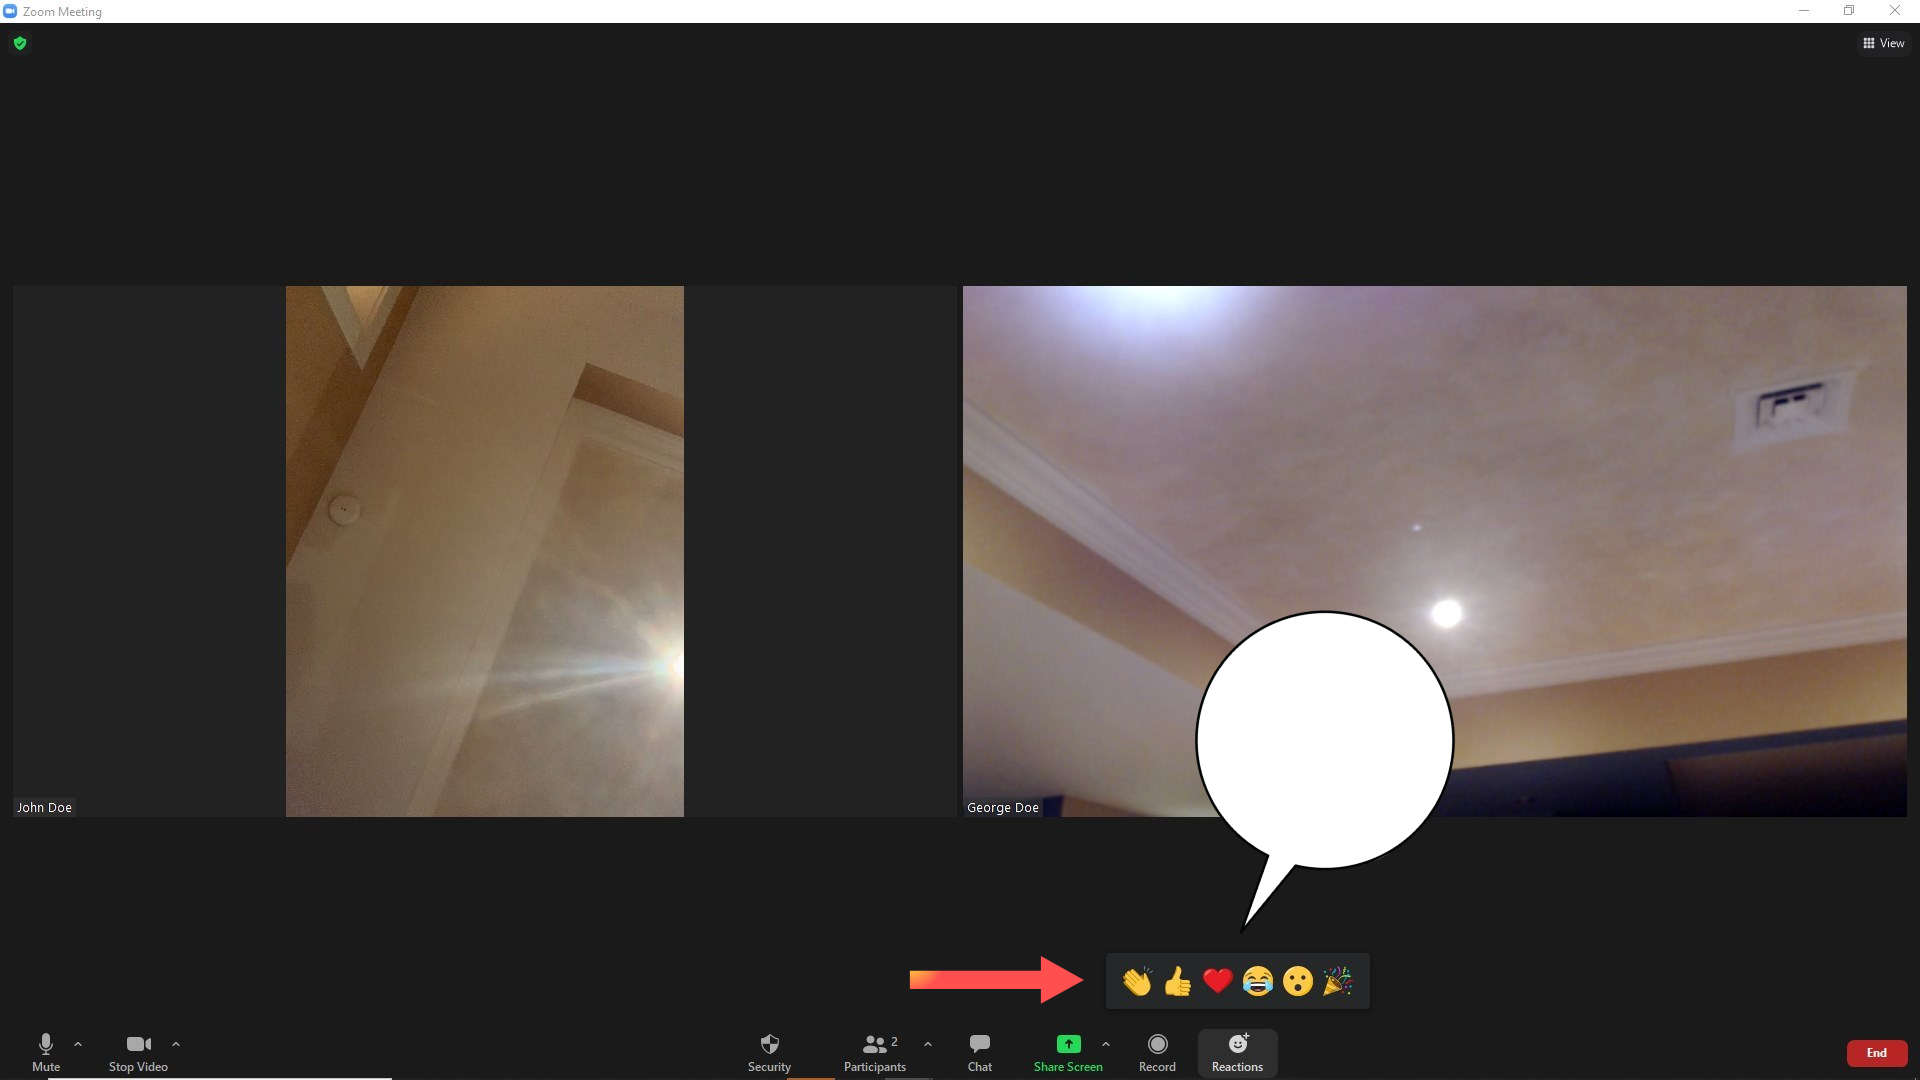 Zoom Meeting
View
John Doe
George Doe
Mute
Stop Video
Security
Participants
2
Chat
Share Screen
Record
Reactions
End